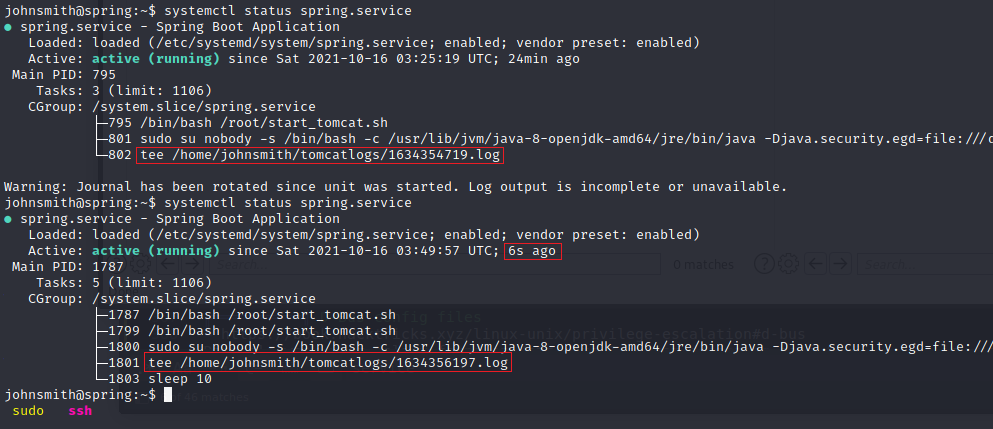 johnsmith@spring:~$ systemctl status spring.service
● spring.service - Spring Boot Application
Loaded: loaded (/etc/systemd/system/spring.service; enabled; vendor preset: enabled)
Active: active (running) since Sat 2021-10-16 03:25:19 UTC; 24min ago
Main PID: 795
Tasks: 3 (limit: 1106)
CGroup: /system.slice/spring.service
├─795 /bin/bash /root/start_tomcat.sh
├─801 sudo su nobody -s /bin/bash -c /usr/lib/jvm/java-8-openjdk-amd64/jre/bin/java -Djava.security.egd=file:///
└─802 tee /home/johnsmith/tomcatlogs/1634354719.log
Warning: Journal has been rotated since unit was started. Log output is incomplete or unavailable.
johnsmith@spring:~$ systemctl status spring.service
● spring.service - Spring Boot Application
Loaded: loaded (/etc/systemd/system/spring.service; enabled; vendor preset: enabled)
Active: active (running) since Sat 2021-10-16 03:49:57 UTC; 6s ago
0 matches
Search
Main PID: 1787
Tasks: 5 (limit: 1106)
CGroup: /system.slice/spring.service
├─1787 /bin/bash /root/start_tomcat.sh
├─1799 /bin/bash /root/start_tomcat.sh
├─1800 sudo su nobody -s /bin/bash -c /usr/lib/jvm/java-8-openjdk-amd64/jre/bin/java -Djava.security.egd=file:///
├─1801 tee /home/johnsmith/tomcatlogs/1634356197.log
└─1803 sleep 10
johnsmith@spring:~$
sudo ssh